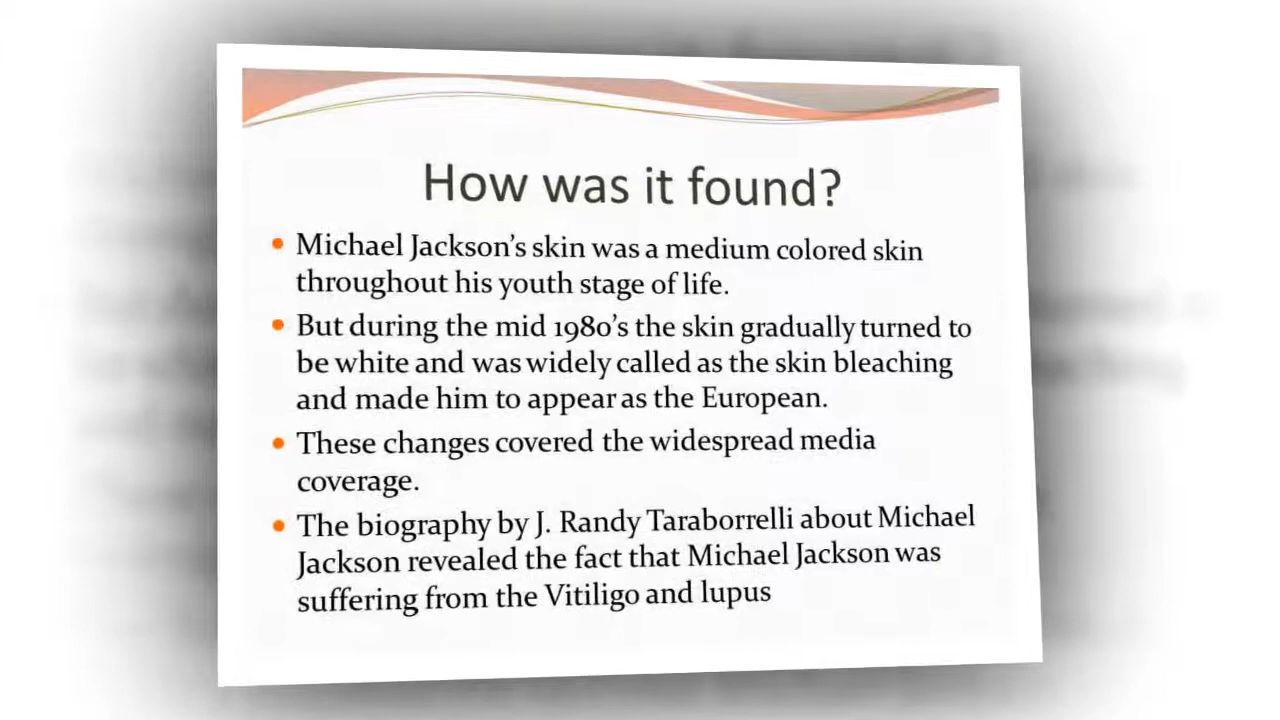 How was it found?
Michael Jackson's skin was a medium colored skin
throughout his youth stage of life.
But during the mid 1980's the skin gradually turned to
be white and was widely called as the skin bleaching
and made him to appear as the European.
These changes covered the widespread media
coverage.
The biography by J. Randy Taraborrelli about Michael
Jackson revealed the fact that Michael Jackson was
suffering from the Vitiligo and lupus